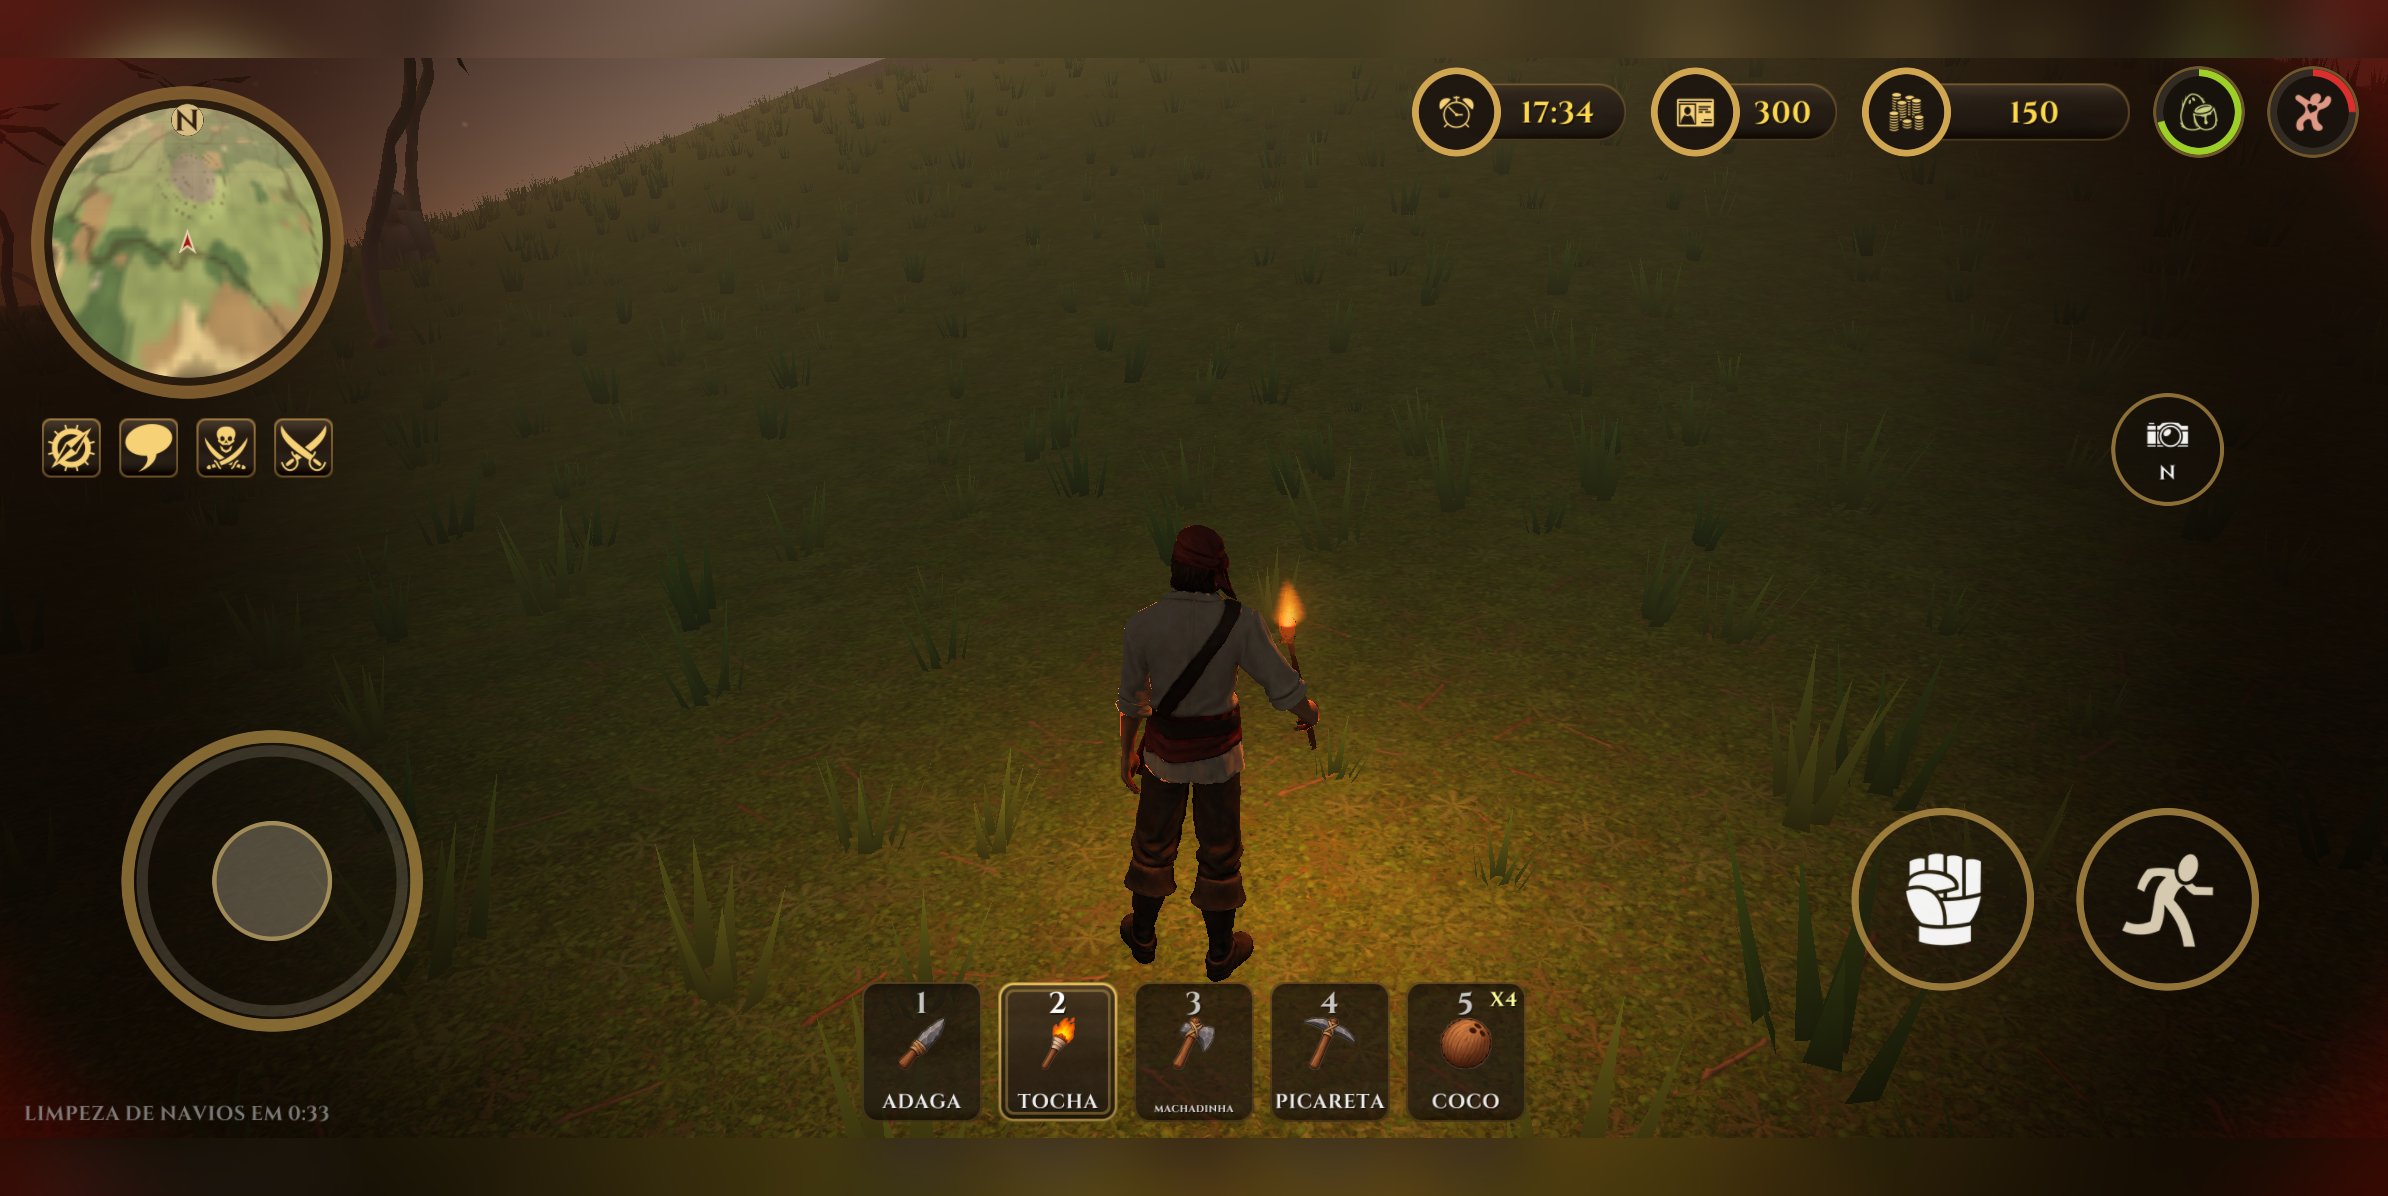 N
17:34
300
150
N
1
2
3
4
5 X4
ADAGA
TOCHA
MACHADINHA
PICARETA
COCO
LIMPEZA DE NAVIOS EM 0:33